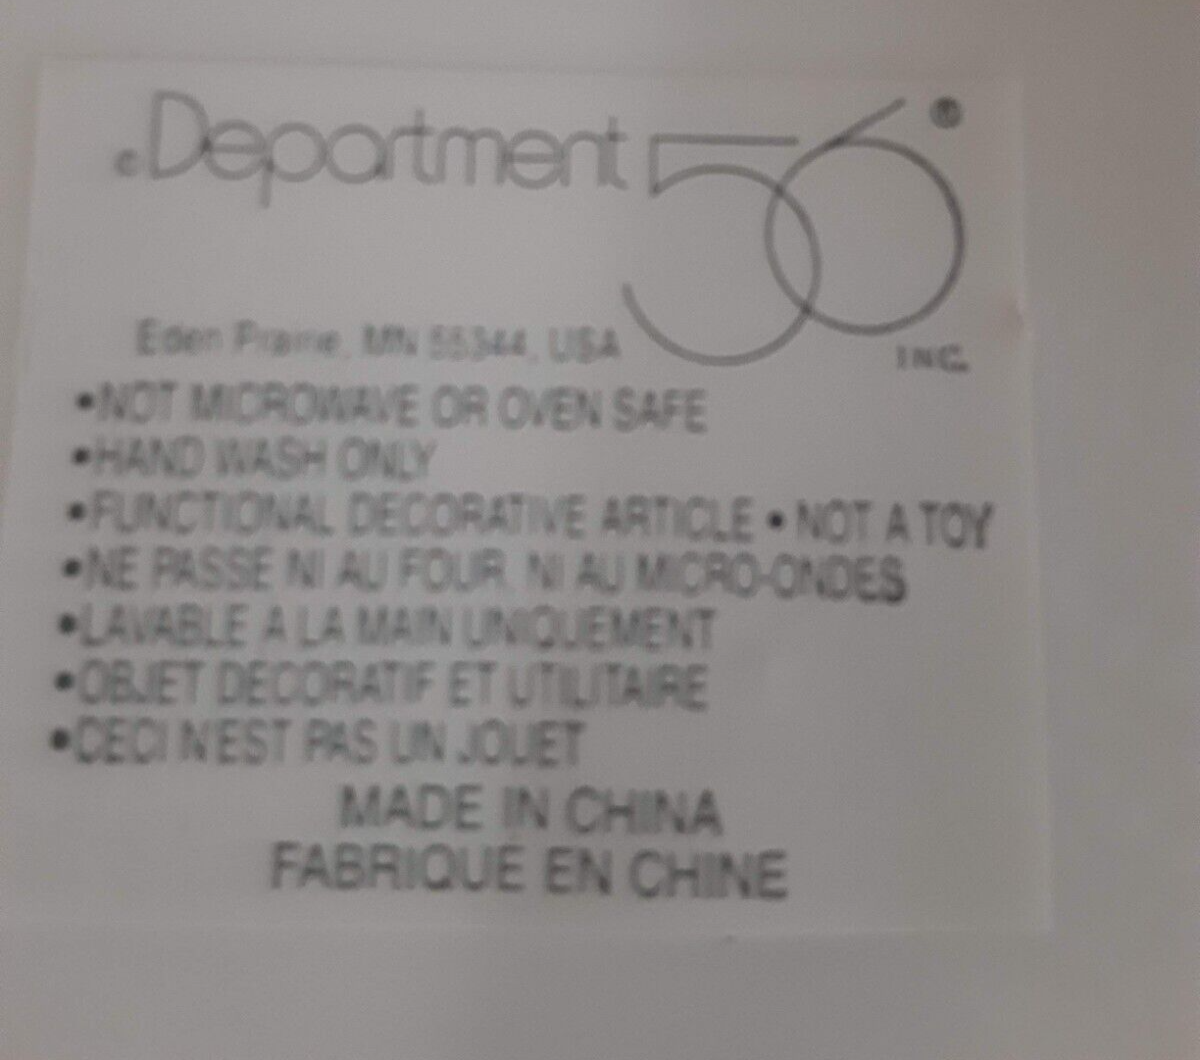 ©Department 56®
INC.
Eden Prairie, MN 55344, USA
•NOT MICROWAVE OR OVEN SAFE
•HAND WASH ONLY
•FUNCTIONAL DECORATIVE ARTICLE • NOT A TOY
•NE PASSE NI AU FOUR, NI AU MICRO-ONDES
•LAVABLE A LA MAIN UNIQUEMENT
•OBJET DECORATIF ET UTILITAIRE
•CECI N'EST PAS UN JOUET
MADE IN CHINA
FABRIQUÉ EN CHINE